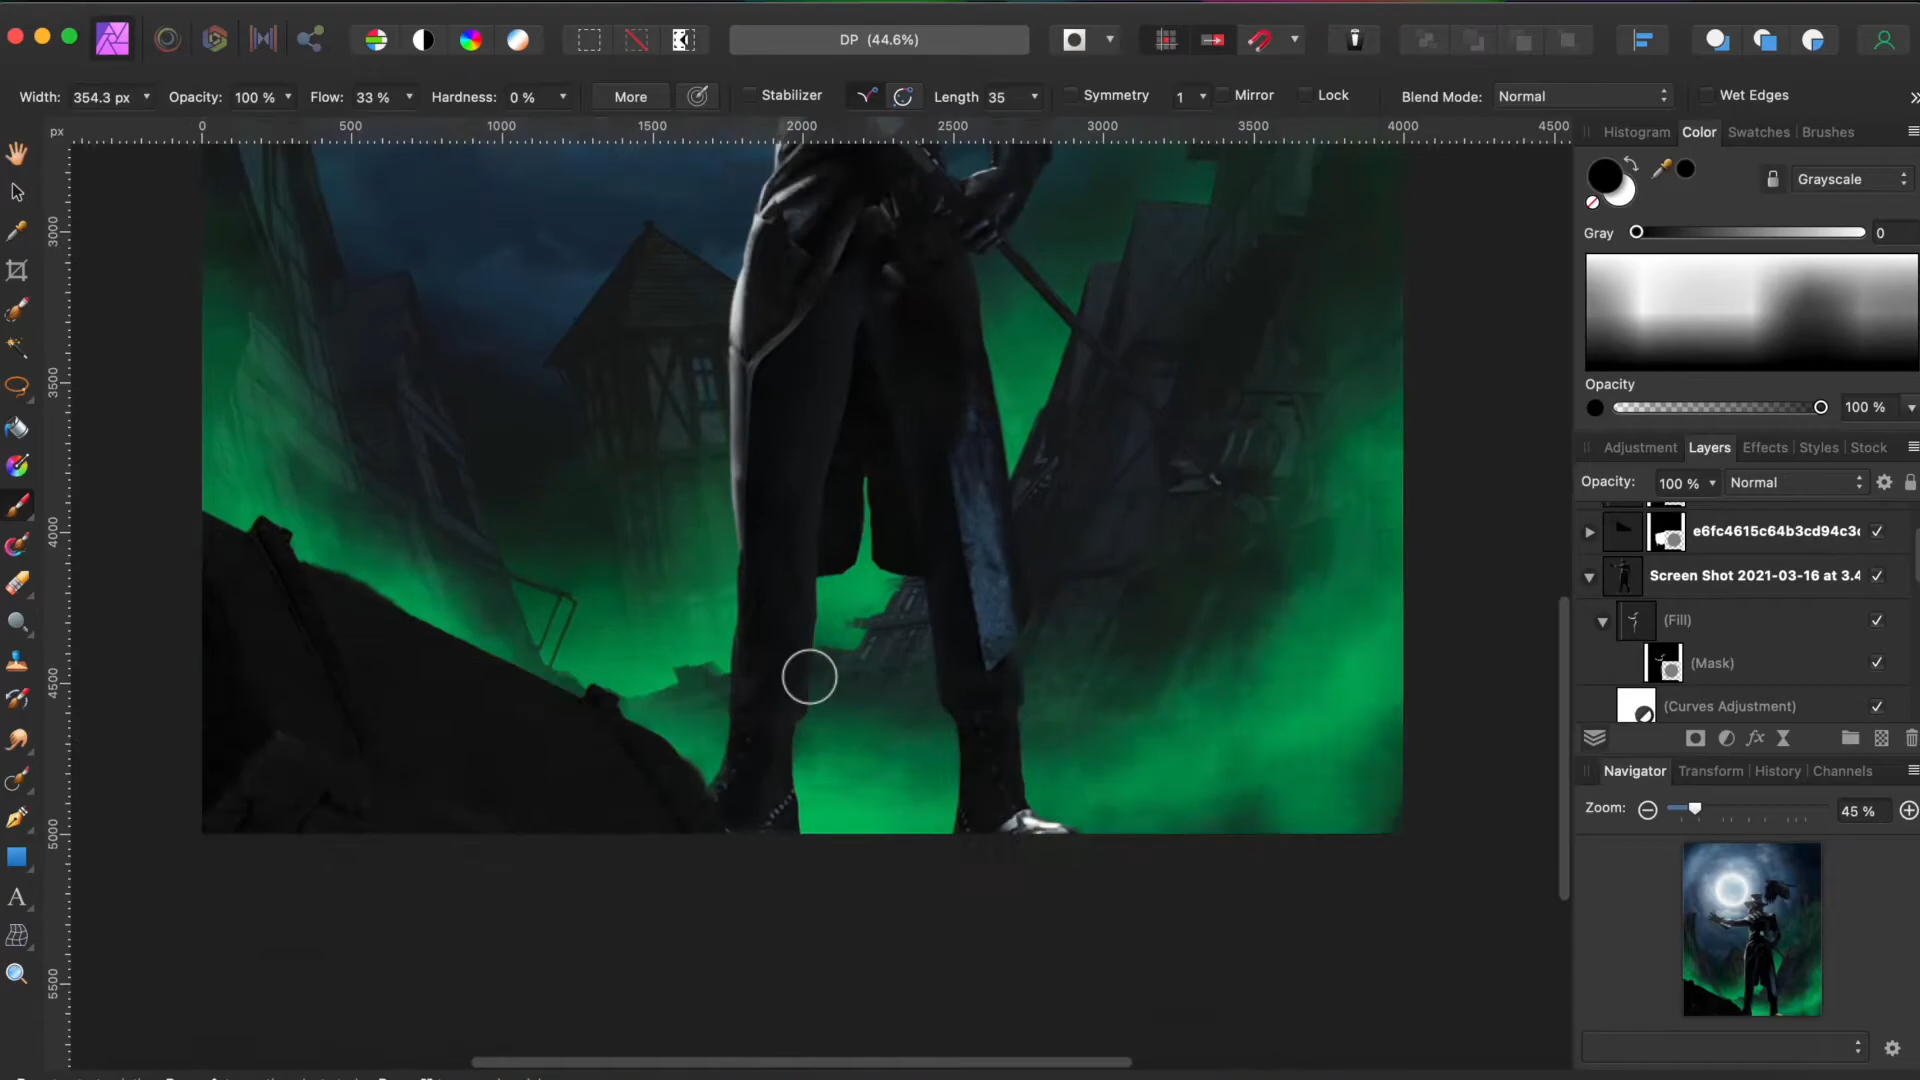 DP (44.6%)
Width: 354.3 px Opacity: 100 % Flow: 33 % Hardness: 0 % More Stabilizer Length 35 Symmetry 1 Mirror Lock Blend Mode: Normal Wet Edges
px 0 500 1000 1500 2000 2500 3000 3500 4000 4500
3000
3500
4000
4500
5000
5500
Histogram Color Swatches Brushes
Grayscale
Gray 0
Opacity
100 %
Adjustment Layers Effects Styles Stock
Opacity: 100 % Normal
e6fc4615c64b3cd94c3
Screen Shot 2021-03-16 at 3.4
(Fill)
(Mask)
(Curves Adjustment)
fx
Navigator Transform History Channels
Zoom: 45 %
A